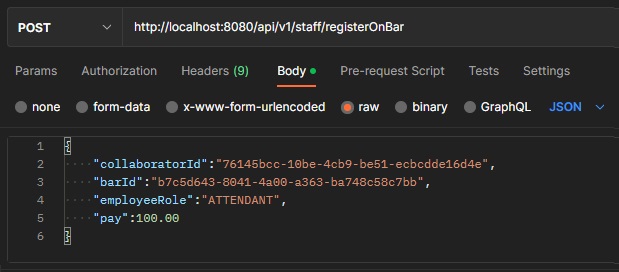 POST http://localhost:8080/api/v1/staff/registerOnBar
Params Authorization Headers (9) Body Pre-request Script Tests Settings
none form-data x-www-form-urlencoded raw binary GraphQL JSON
1 {
2 "collaboratorId":"76145bcc-10be-4cb9-be51-ecbcdde16d4e",
3 "barId":"b7c5d643-8041-4a00-a363-ba748c58c7bb",
4 "employeeRole":"ATTENDANT",
5 "pay":100.00
6 }